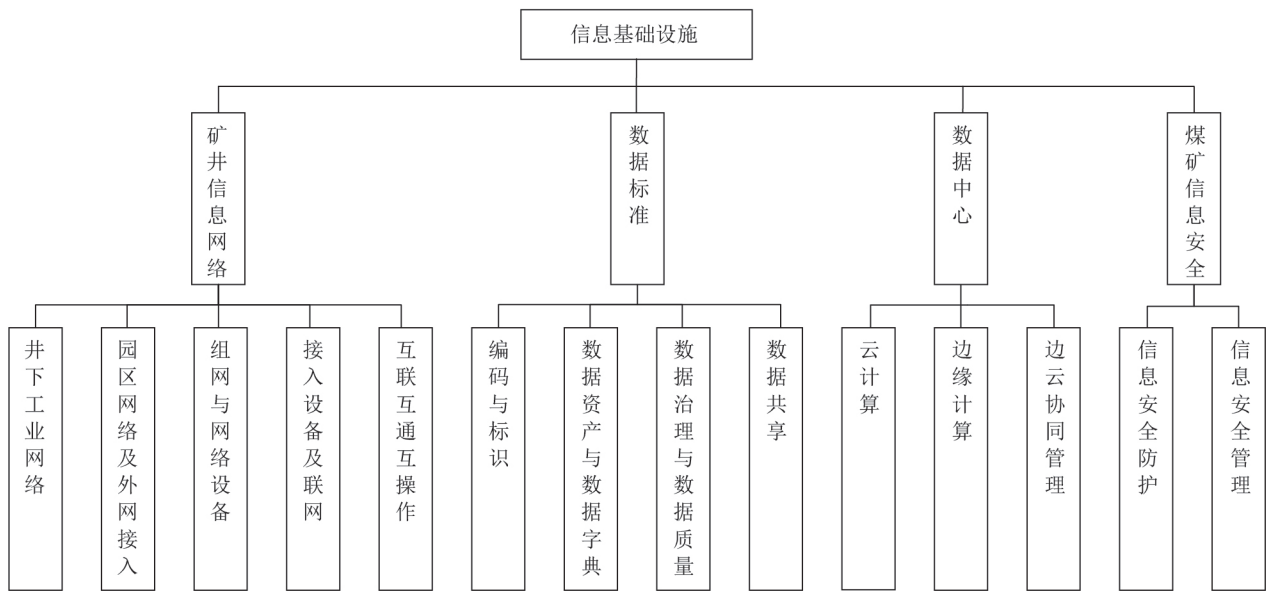 信息基础设施
矿井信息网络
数据标准
数据中心
煤矿信息安全
井下工业网络
园区网络及外网接入
组网与网络设备
接入设备及联网
互联互通互操作
编码与标识
数据资产与数据字典
数据治理与数据质量
数据共享
云计算
边缘计算
边云协同管理
信息安全防护
信息安全管理